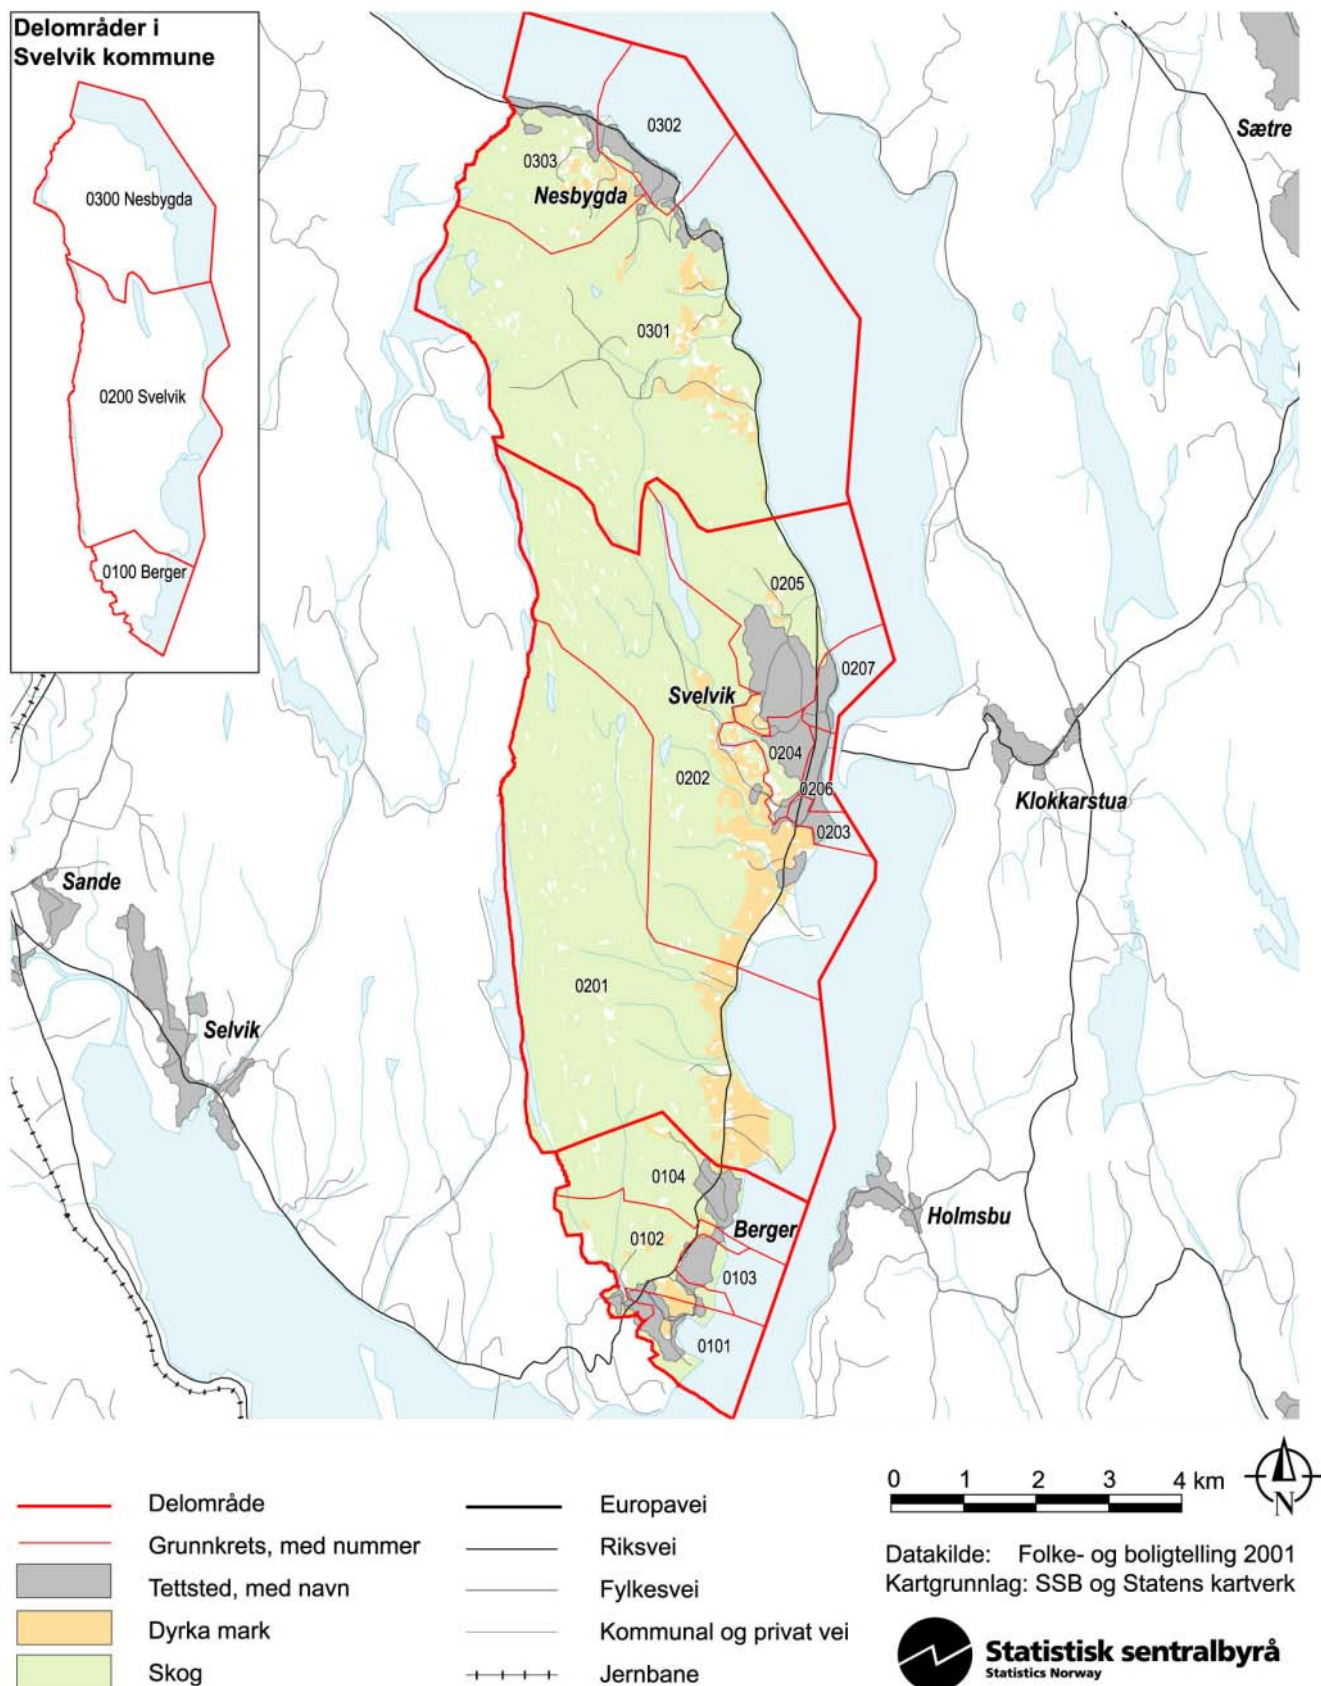 Delområder i
Svelvik kommune
0300 Nesbygda
0200 Svelvik
0100 Berger
0302
Sætre
0303
Nesbygda
0301
0205
0207
Svelvik
0204
0202
0206
Klokkarstua
0203
Sande
0201
Selvik
0104
Holmsbu
Berger
0102
0103
0101
Delområde
Grunnkrets, med nummer
Tettsted, med navn
Dyrka mark
Skog
Europavei
Riksvei
Fylkesvei
Kommunal og privat vei
Jernbane
0 1 2 3 4 km
N
Datakilde: Folke- og boligtelling 2001
Kartgrunnlag: SSB og Statens kartverk
Statistisk sentralbyrå
Statistics Norway